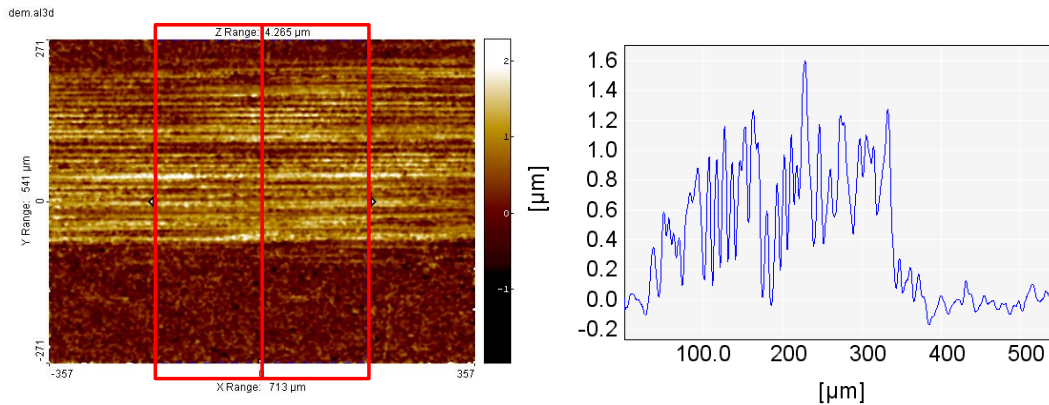 dem.al3d
Z Range: 4.265 µm
271
0
-271
Y Range: 541 µm
-357
0
357
X Range: 713 µm
2
1
0
-1
[µm]
1.6
1.4
1.2
1.0
0.8
0.6
0.4
0.2
0.0
-0.2
100.0 200 300 400 500
[µm]